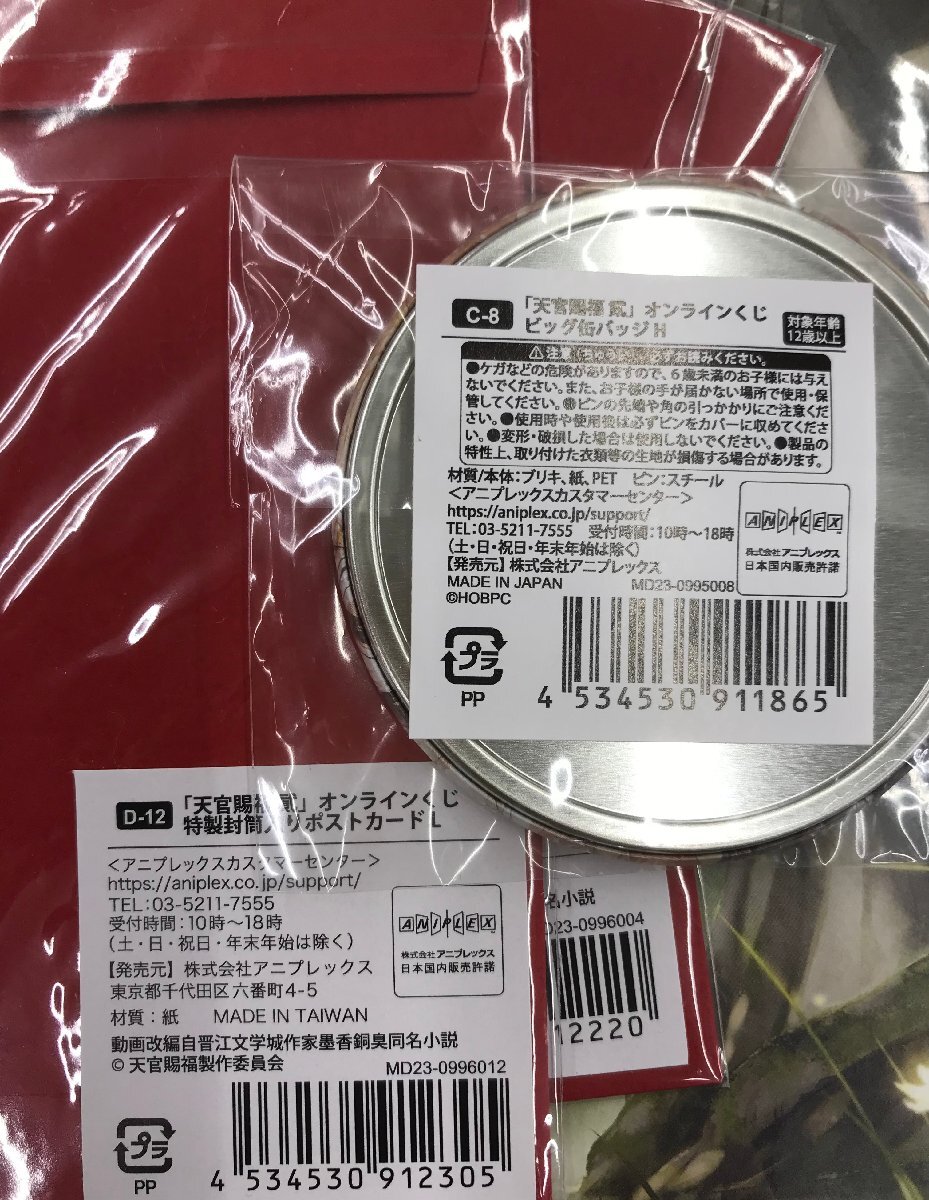 C-8
「天官賜福 貳」オンラインくじ
ビッグ缶バッジ H
対象年齢
12歳以上
⚠注意 お読みください。
●ケガなどの危険がありますので、6歳未満のお子様には与え
ないでください。また、お子様の手が届かない場所で使用・保
管してください。●ピンの先端や角の引っかかりにご注意くだ
さい。●使用時や使用後は必ずピンをカバーに収めてくださ
い。●変形・破損した場合は使用しないでください。●製品の
特性上、取り付けた衣類等の生地が損傷する場合があります。
材質/本体:ブリキ、紙、PET ピン:スチール
<アニプレックスカスタマーセンター>
https://aniplex.co.jp/support/
TEL:03-5211-7555 受付時間:10時〜18時
(土・日・祝日・年末年始は除く)
【発売元】株式会社アニプレックス
MADE IN JAPAN MD23-0995008
©HOBPC
ANIPLEX
株式会社アニプレックス
日本国内販売許諾
プラ
PP
4 534530 911865
D-12
「天官賜福 貳」オンラインくじ
特製封筒入りポストカード L
<アニプレックスカスタマーセンター>
https://aniplex.co.jp/support/
TEL:03-5211-7555
受付時間:10時〜18時
(土・日・祝日・年末年始は除く)
【発売元】株式会社アニプレックス
東京都千代田区六番町4-5
材質:紙 MADE IN TAIWAN
動画改編自晋江文学城作家墨香銅臭同名小説
© 天官賜福製作委員会 MD23-0996012
ANIPLEX
株式会社アニプレックス
日本国内販売許諾
プラ
PP
4 534530 912305
名小説
D23-0996004
12220